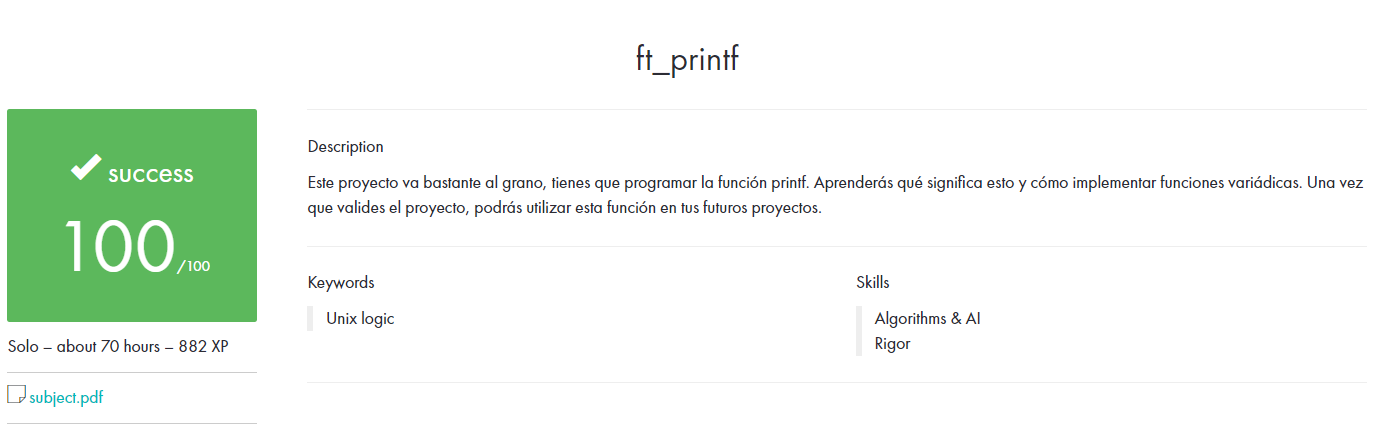 ft_printf
success
100/100
Solo – about 70 hours – 882 XP
subject.pdf
Description
Este proyecto va bastante al grano, tienes que programar la función printf. Aprenderás qué significa esto y cómo implementar funciones variádicas. Una vez
que valides el proyecto, podrás utilizar esta función en tus futuros proyectos.
Keywords
Unix logic
Skills
Algorithms & AI
Rigor